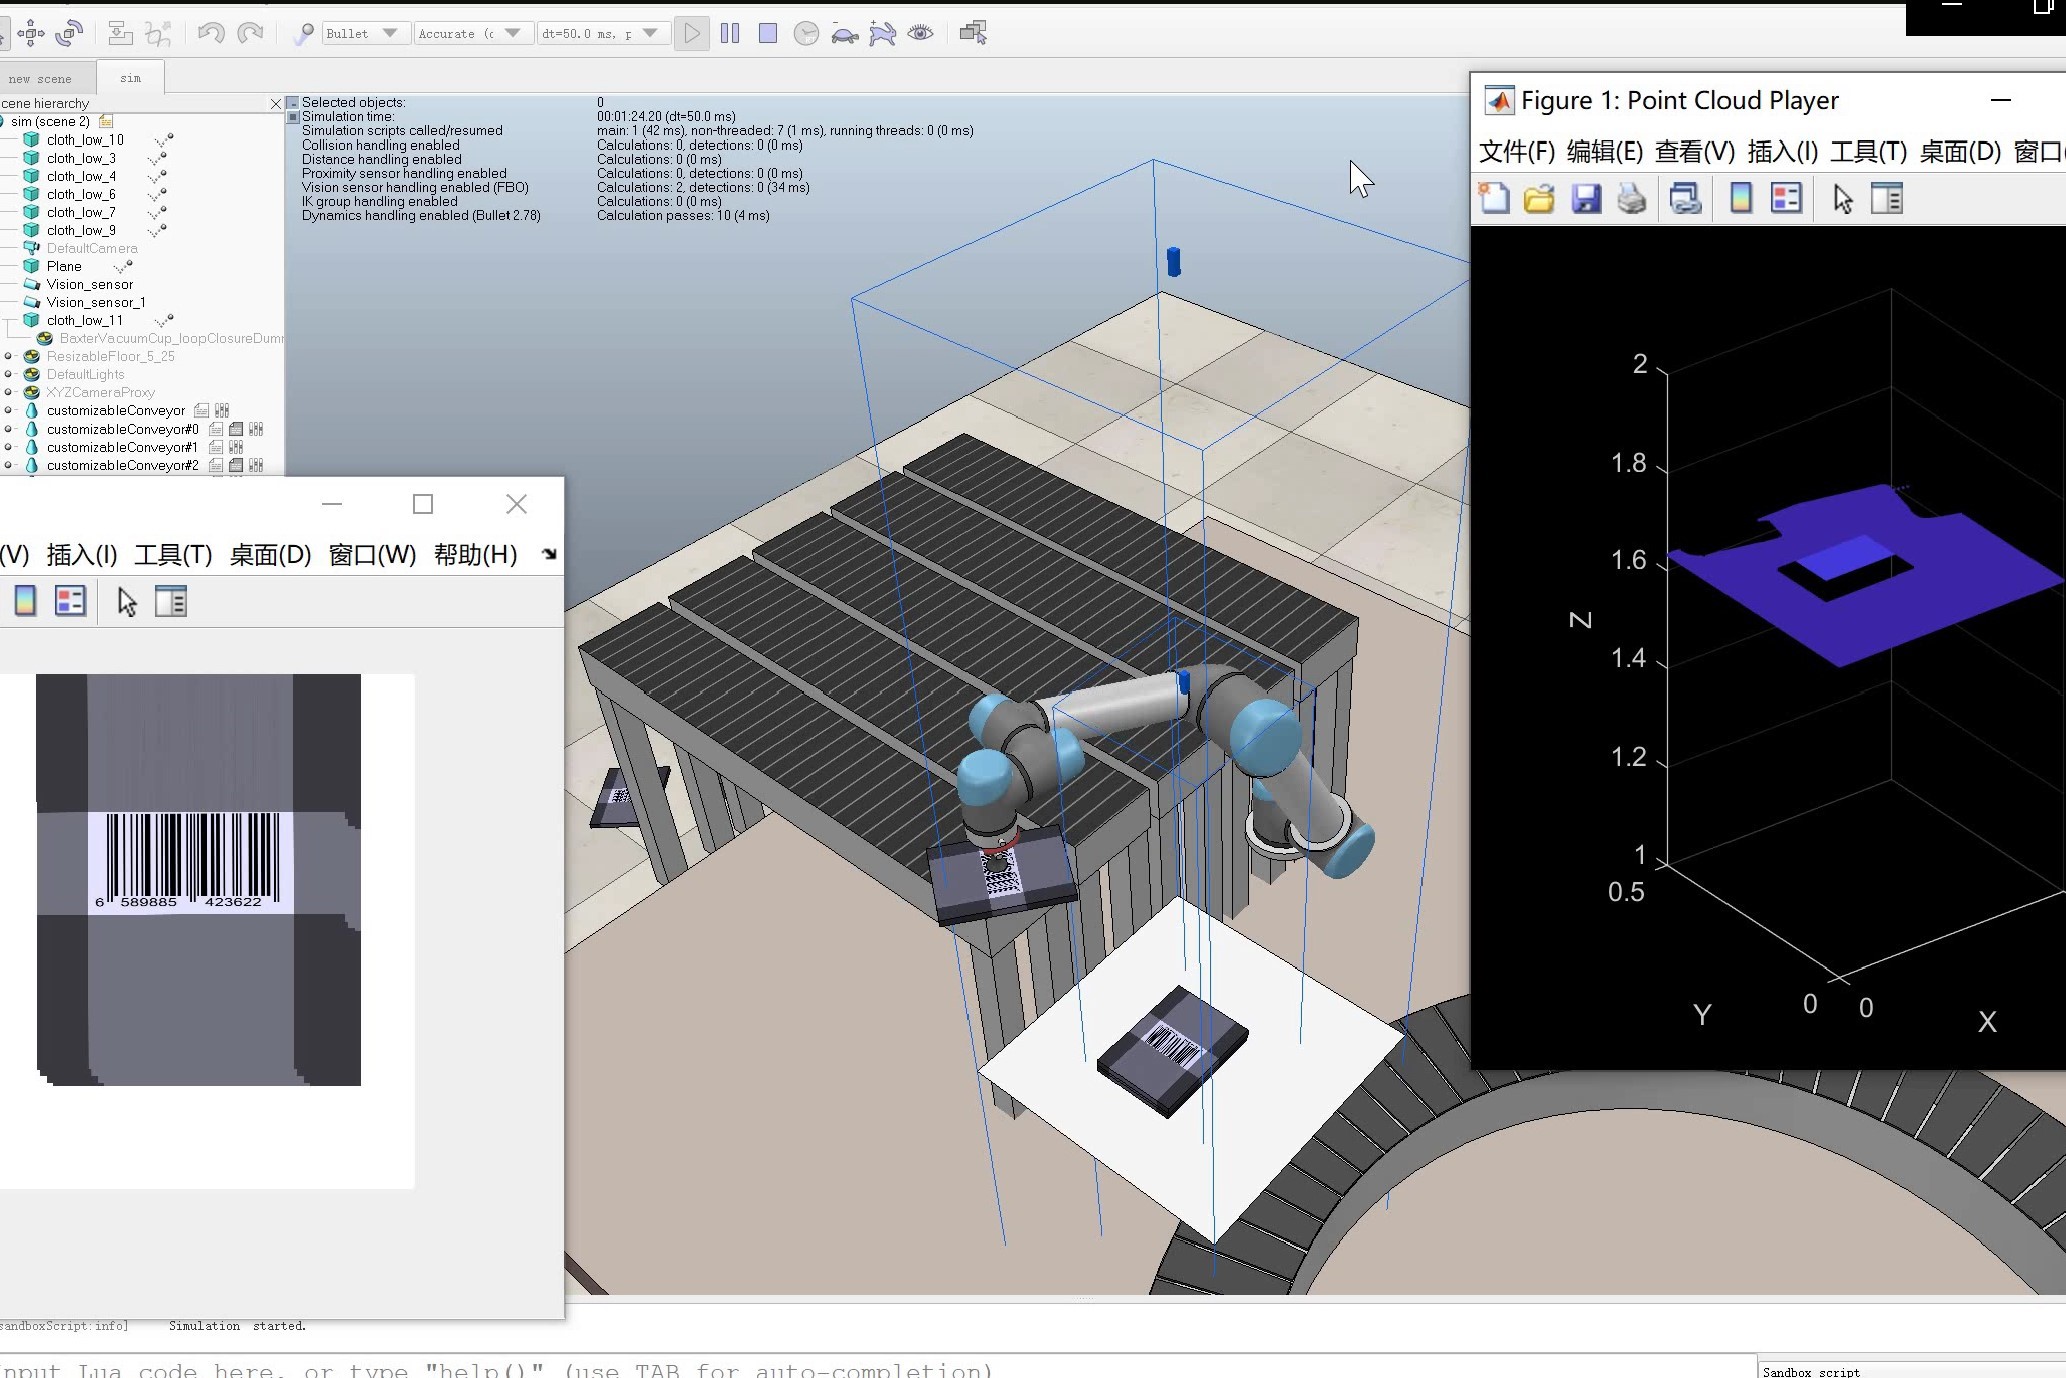 Bullet Accurate (c dt=50.0 ms, p
new scene sim
cene hierarchy
sim (scene 2)
cloth_low_10
cloth_low_3
cloth_low_4
cloth_low_6
cloth_low_7
cloth_low_9
DefaultCamera
Plane
Vision_sensor
Vision_sensor_1
cloth_low_11
BaxterVacuumCup_loopClosureDumm
ResizableFloor_5_25
DefaultLights
XYZCameraProxy
customizableConveyor
customizableConveyor#0
customizableConveyor#1
customizableConveyor#2
Selected objects: 0
Simulation time: 00:01:24.20 (dt=50.0 ms)
Simulation scripts called/resumed main: 1 (42 ms), non-threaded: 7 (1 ms), running threads: 0 (0 ms)
Collision handling enabled Calculations: 0, detections: 0 (0 ms)
Distance handling enabled Calculations: 0 (0 ms)
Proximity sensor handling enabled Calculations: 0, detections: 0 (0 ms)
Vision sensor handling enabled (FBO) Calculations: 2, detections: 0 (34 ms)
IK group handling enabled Calculations: 0 (0 ms)
Dynamics handling enabled (Bullet 2.78) Calculation passes: 10 (4 ms)
Figure 1: Point Cloud Player
文件(F) 编辑(E) 查看(V) 插入(I) 工具(T) 桌面(D) 窗口(
2
1.8
1.6
1.4
1.2
1
0.5
Z
Y
0
0
X
(V) 插入(I) 工具(T) 桌面(D) 窗口(W) 帮助(H)
6 589885 423622
sandboxScript:info] Simulation started.
nput Lua code here, or type "help()" (use TAB for auto-completion)
Sandbox script